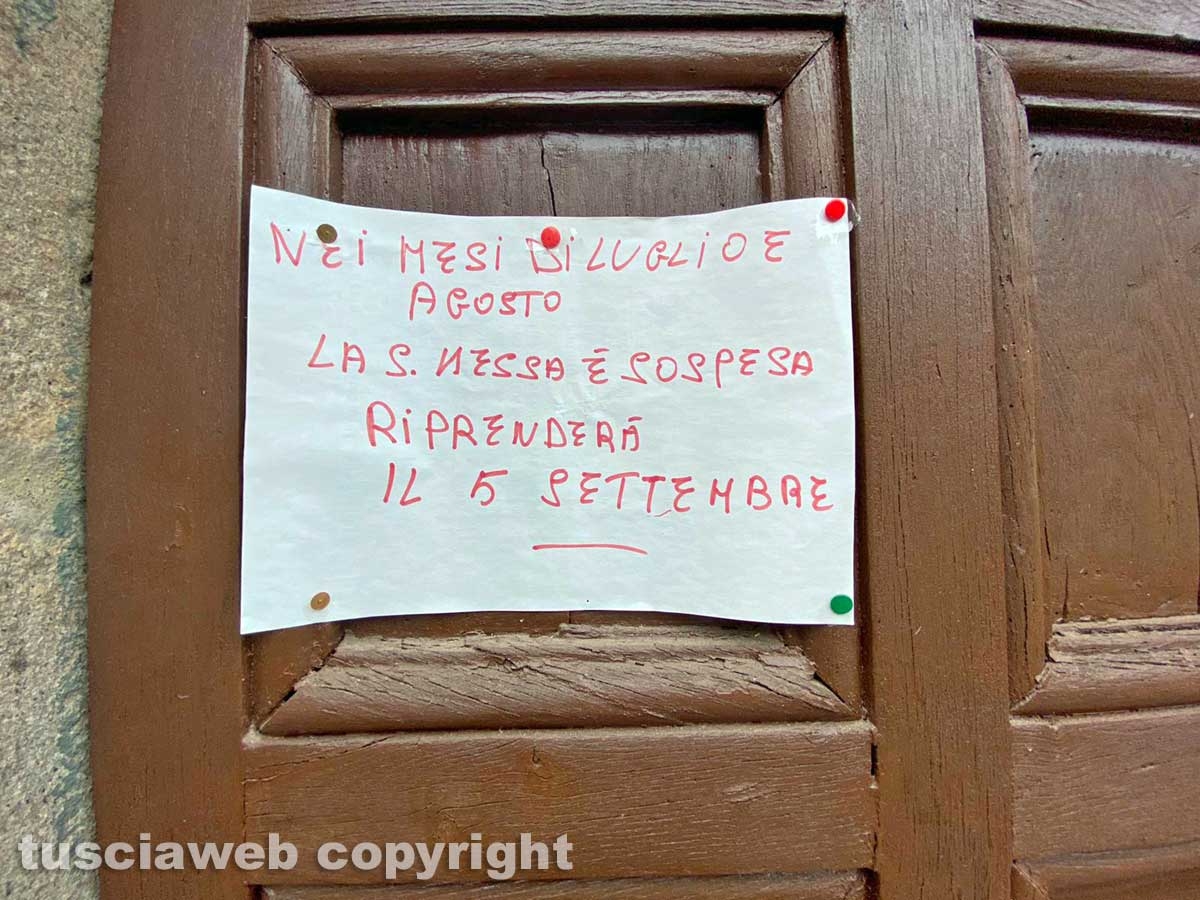 NEI MESI DI LUGLIO E
AGOSTO
LA S. MESSA È SOSPESA
RIPRENDERÀ
IL 5 SETTEMBRE
tusciaweb copyright